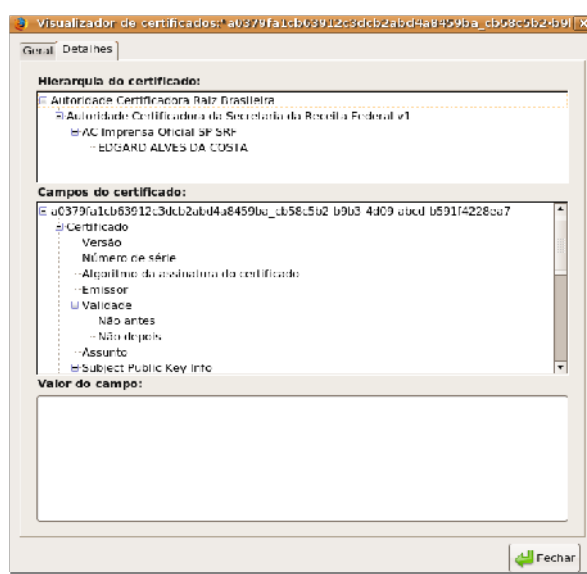 Visualizador de certificados:"a0379fa1cb63912c3dcb2abd4a8459ba_cb58c5b2-b9
Geral Detalhes
Hierarquia do certificado:
Autoridade Certificadora Raiz Brasileira
Autoridade Certificadora da Secretaria da Receita Federal v1
AC Imprensa Oficial SP SRF
EDGARD ALVES DA COSTA
Campos do certificado:
a0379fa1cb63912c3dcb2abd4a8459ba_cb58c5b2-b9b3-4d09-abcd-b591f4228ea7
Certificado
Versão
Número de série
Algoritmo da assinatura do certificado
Emissor
Validade
Não antes
Não depois
Assunto
Subject Public Key Info
Valor do campo:
Fechar